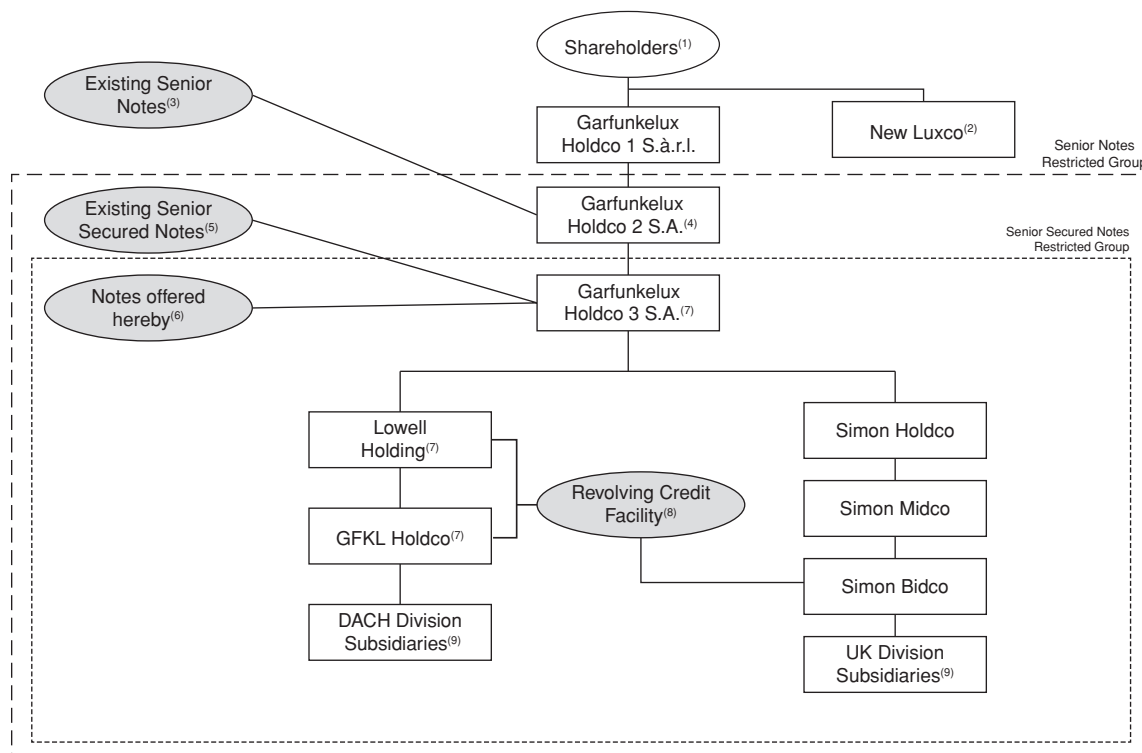 Shareholders(1)
Existing Senior
Notes(3)
Garfunkelux
Holdco 1 S.à.r.l.
New Luxco(2)
Senior Notes
Restricted Group
Existing Senior
Secured Notes(5)
Garfunkelux
Holdco 2 S.A.(4)
Senior Secured Notes
Restricted Group
Notes offered
hereby(6)
Garfunkelux
Holdco 3 S.A.(7)
Lowell
Holding(7)
Simon Holdco
Revolving Credit
Facility(8)
Simon Midco
GFKL Holdco(7)
Simon Bidco
DACH Division
Subsidiaries(9)
UK Division
Subsidiaries(9)